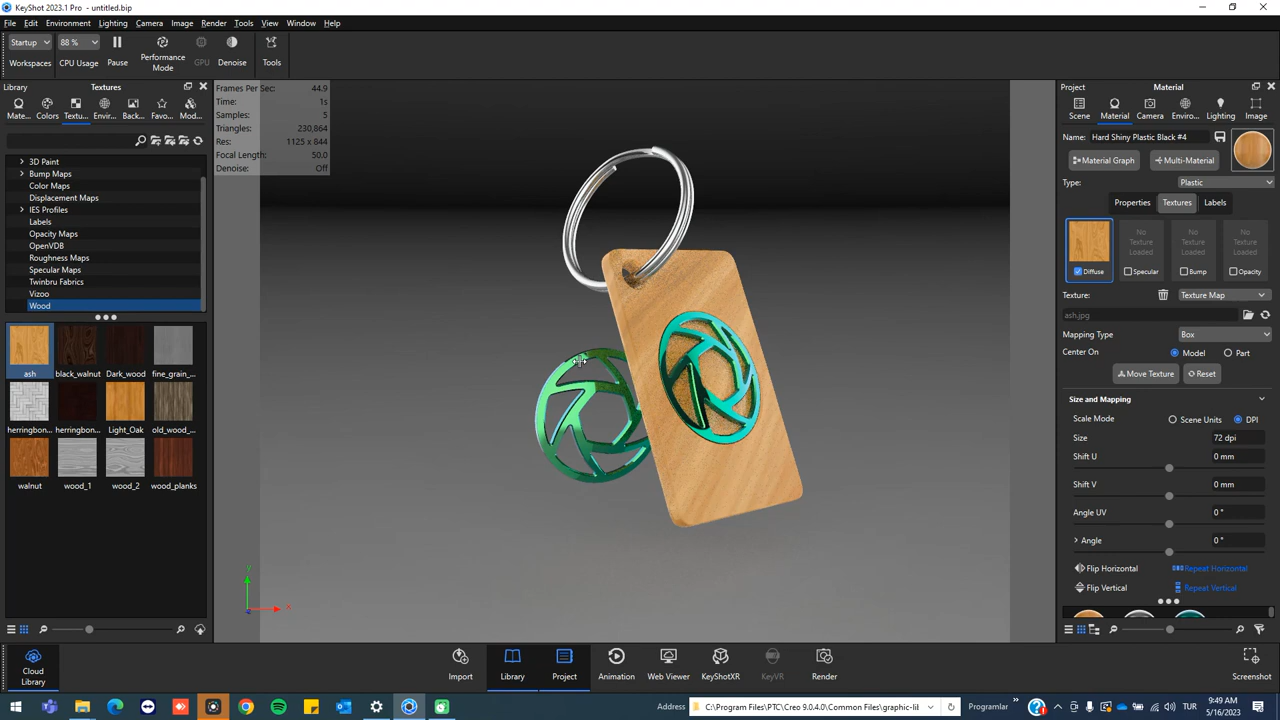 KeyShot 2023.1 Pro - untitled.bip
File Edit Environment Lighting Camera Image Render Tools View Window Help
Startup 88 %
Workspaces CPU Usage Pause Performance Mode GPU Denoise Tools
Library Textures
Mate... Colors Textu... Envir... Back... Favo... Mod...
3D Paint
Bump Maps
Color Maps
Displacement Maps
IES Profiles
Labels
Opacity Maps
OpenVDB
Roughness Maps
Specular Maps
Twinbru Fabrics
Vizoo
Wood
ash black_walnut Dark_wood fine_grain_...
herringbon... herringbon... Light_Oak old_wood_...
walnut wood_1 wood_2 wood_planks
Cloud Library
Frames Per Sec: 44.9
Time: 1s
Samples: 5
Triangles: 230,864
Res: 1125 x 844
Focal Length: 50.0
Denoise: Off
Y
X
Project Material
Scene Material Camera Enviro... Lighting Image
Name: Hard Shiny Plastic Black #4
Material Graph Multi-Material
Type: Plastic
Properties Textures Labels
No Texture Loaded No Texture Loaded No Texture Loaded
Diffuse Specular Bump Opacity
Texture: Texture Map
ash.jpg
Mapping Type Box
Center On Model Part
Move Texture Reset
Size and Mapping
Scale Mode Scene Units DPI
Size 72 dpi
Shift U 0 mm
Shift V 0 mm
Angle UV 0 °
Angle 0 °
Flip Horizontal Repeat Horizontal
Flip Vertical Repeat Vertical
Import Library Project Animation Web Viewer KeyShotXR KeyVR Render Screenshot
Address C:\Program Files\PTC\Creo 9.0.4.0\Common Files\graphic-lib Programlar » TUR 9:49 AM
5/16/2023